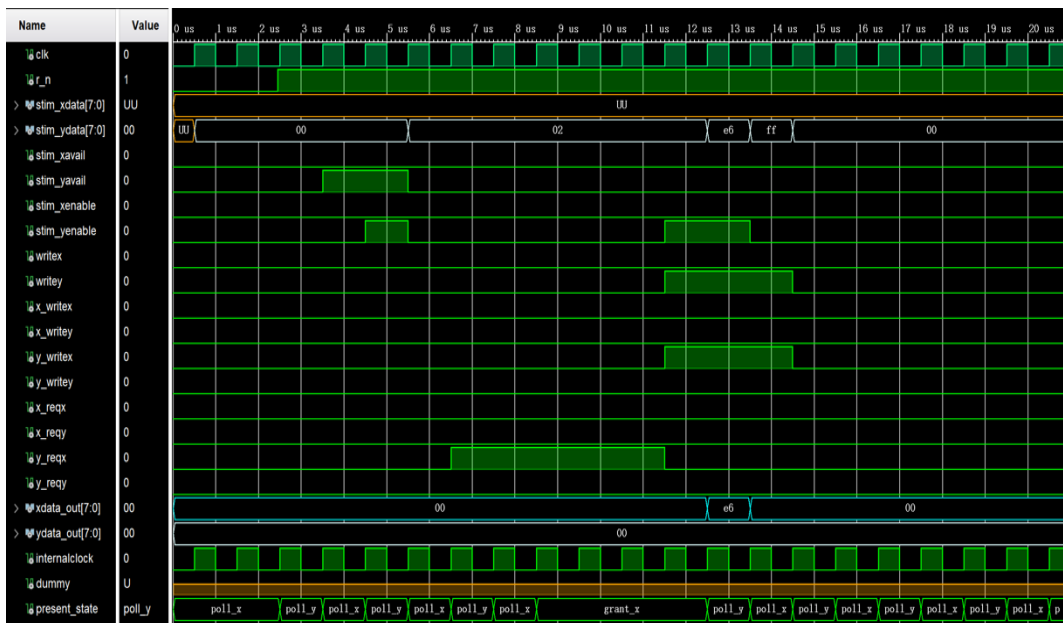 Name Value 0 us 1 us 2 us 3 us 4 us 5 us 6 us 7 us 8 us 9 us 10 us 11 us 12 us 13 us 14 us 15 us 16 us 17 us 18 us 19 us 20 us
clk 0
r_n 1
stim_xdata[7:0] UU UU
stim_ydata[7:0] 00 UU 00 02 e6 ff 00
stim_xavail 0
stim_yavail 0
stim_xenable 0
stim_yenable 0
writex 0
writey 0
x_writex 0
x_writey 0
y_writex 0
y_writey 0
x_reqx 0
x_reqy 0
y_reqx 0
y_reqy 0
xdata_out[7:0] 00 00 e6 00
ydata_out[7:0] 00 00
internalclock 0
dummy U
present_state poll_y poll_x poll_y poll_x poll_y poll_x poll_y poll_x grant_x poll_y poll_x poll_y poll_x poll_y poll_x poll_y poll_x p